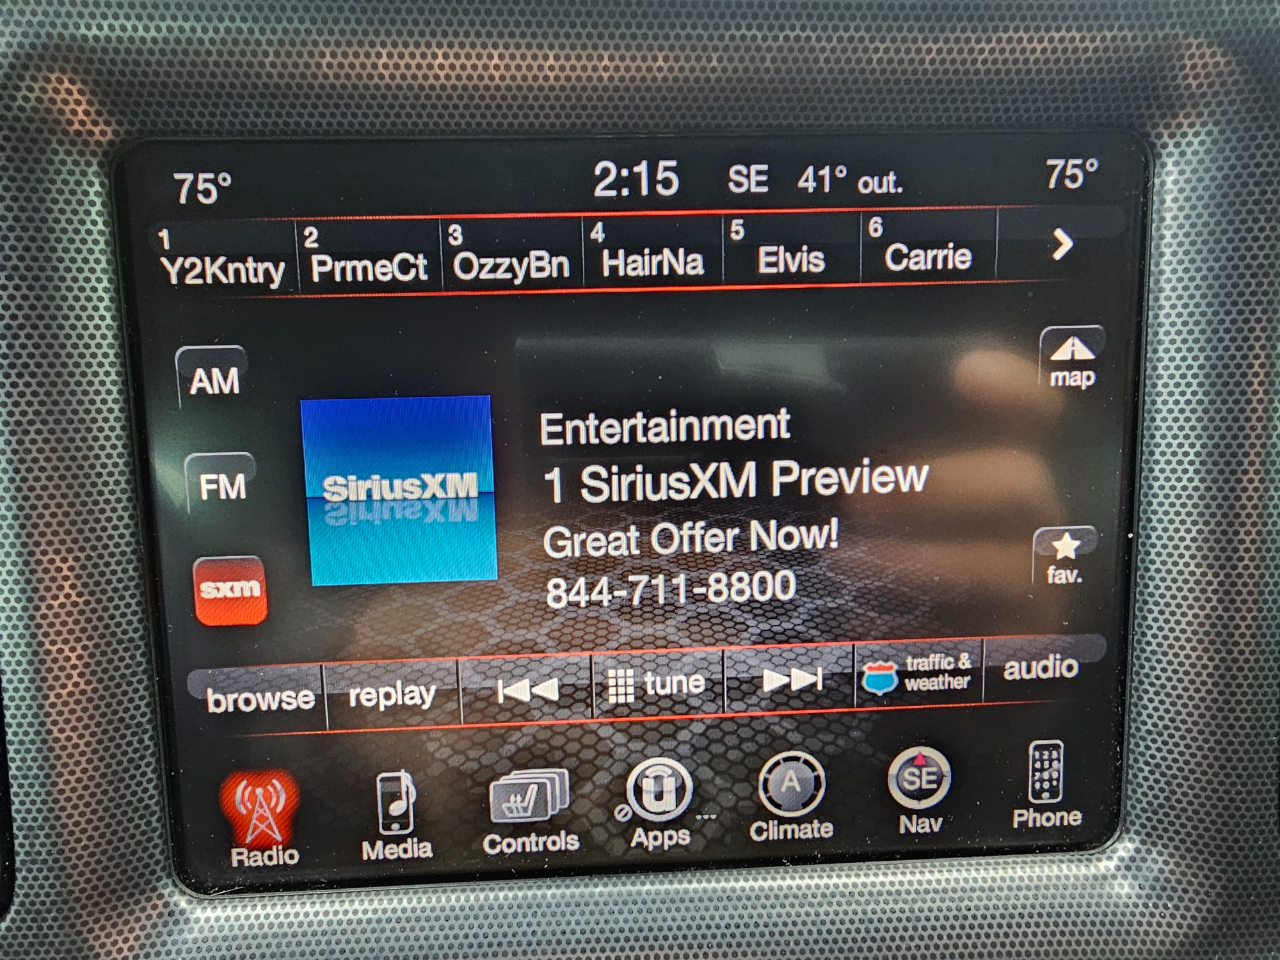 75° 2:15 SE 41° out. 75°
1 Y2Kntry
2 PrmeCt
3 OzzyBn
4 HairNa
5 Elvis
6 Carrie
AM
map
Entertainment
SiriusXM
1 SiriusXM Preview
FM
Great Offer Now!
fav.
sxm
844-711-8800
browse replay tune traffic & weather audio
A
SE
Radio Media Controls Apps ... Climate Nav Phone